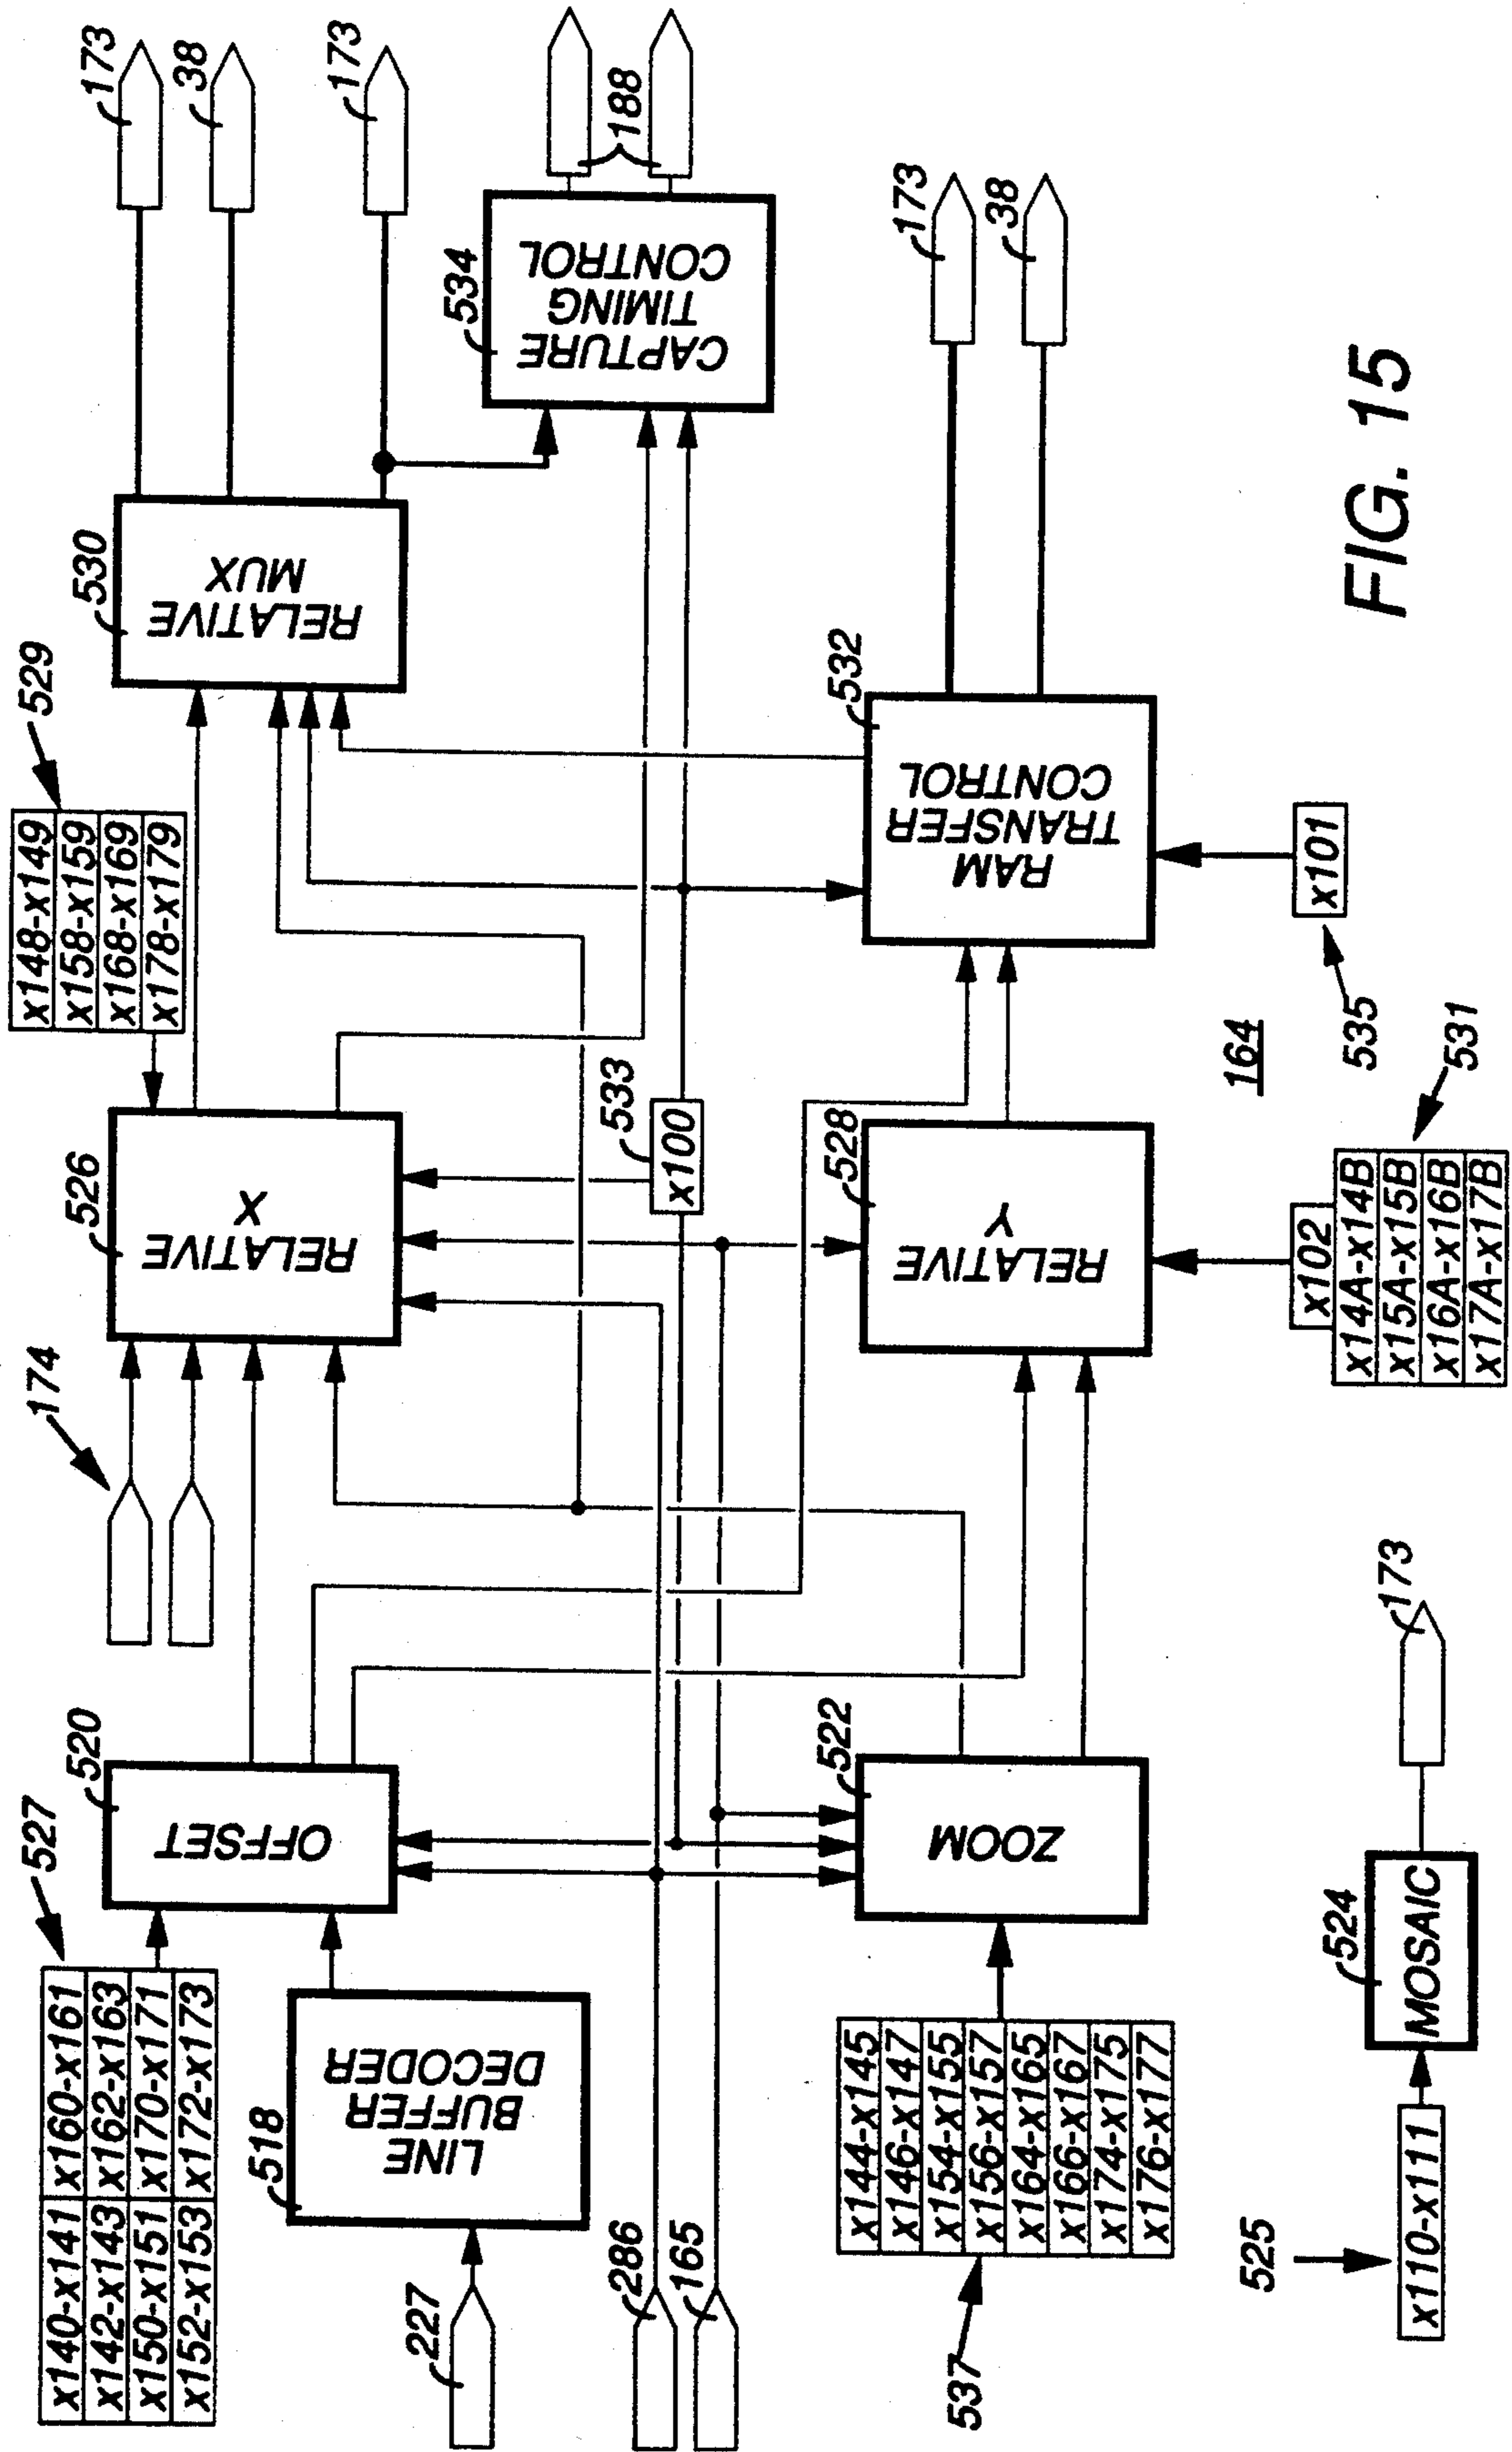 527
x140-x141 x160-x161
x142-x143 x162-x163
x150-x151 x170-x171
x152-x153 x172-x173
520
OFFSET
518
LINE
BUFFER
DECODER
227
286
165
537
x144-x145
x146-x147
x154-x155
x156-x157
x164-x165
x166-x167
x174-x175
x176-x177
522
ZOOM
525
x110-x111
524
MOSAIC
173
174
526
RELATIVE
X
529
x148-x149
x158-x159
x168-x169
x178-x179
533
x100
528
RELATIVE
Y
x102
x14A-x14B
x15A-x15B
x16A-x16B
x17A-x17B
531
530
RELATIVE
MUX
173
38
173
534
CAPTURE
TIMING
CONTROL
188
532
RAM
TRANSFER
CONTROL
173
38
x101
535
164
FIG. 15